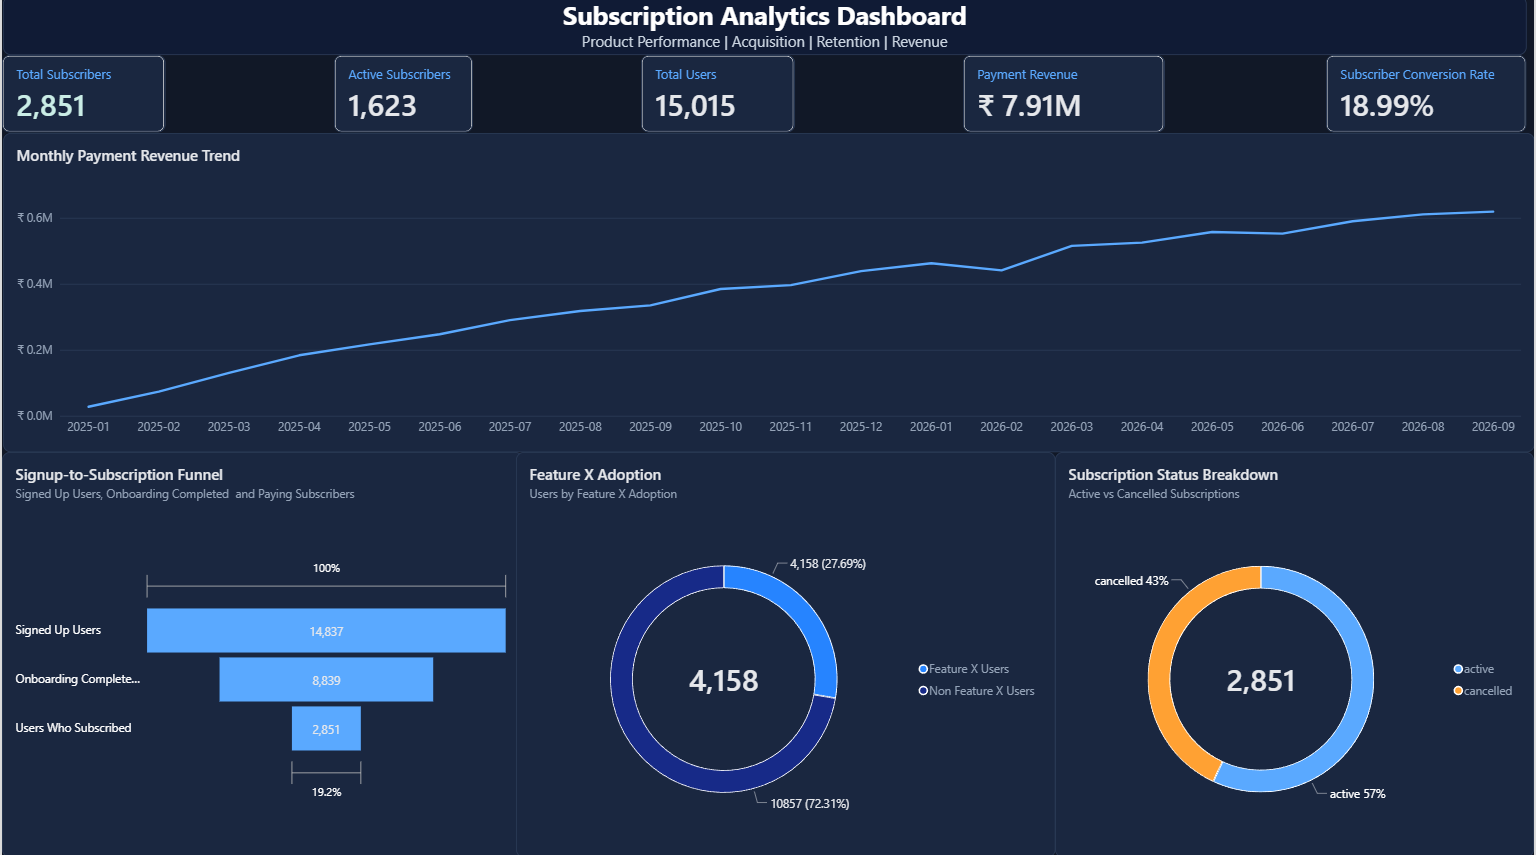 Subscription Analytics Dashboard
Product Performance | Acquisition | Retention | Revenue
Total Subscribers
2,851
Active Subscribers
1,623
Total Users
15,015
Payment Revenue
₹ 7.91M
Subscriber Conversion Rate
18.99%
Monthly Payment Revenue Trend
₹ 0.6M
₹ 0.4M
₹ 0.2M
₹ 0.0M
2025-01 2025-02 2025-03 2025-04 2025-05 2025-06 2025-07 2025-08 2025-09 2025-10 2025-11 2025-12 2026-01 2026-02 2026-03 2026-04 2026-05 2026-06 2026-07 2026-08 2026-09
Signup-to-Subscription Funnel
Signed Up Users, Onboarding Completed and Paying Subscribers
100%
Signed Up Users 14,837
Onboarding Complete... 8,839
Users Who Subscribed 2,851
19.2%
Feature X Adoption
Users by Feature X Adoption
4,158 (27.69%)
4,158
10857 (72.31%)
Feature X Users
Non Feature X Users
Subscription Status Breakdown
Active vs Cancelled Subscriptions
cancelled 43%
2,851
active 57%
active
cancelled